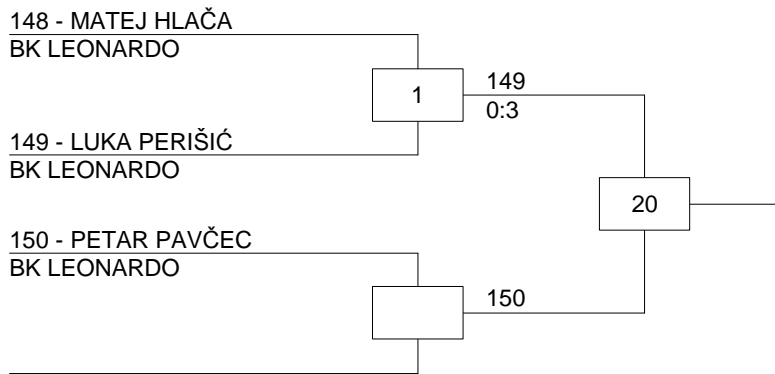 148 - MATEJ HLAČA
BK LEONARDO
1
149
0:3
149 - LUKA PERIŠIĆ
BK LEONARDO
20
150 - PETAR PAVČEC
BK LEONARDO
150